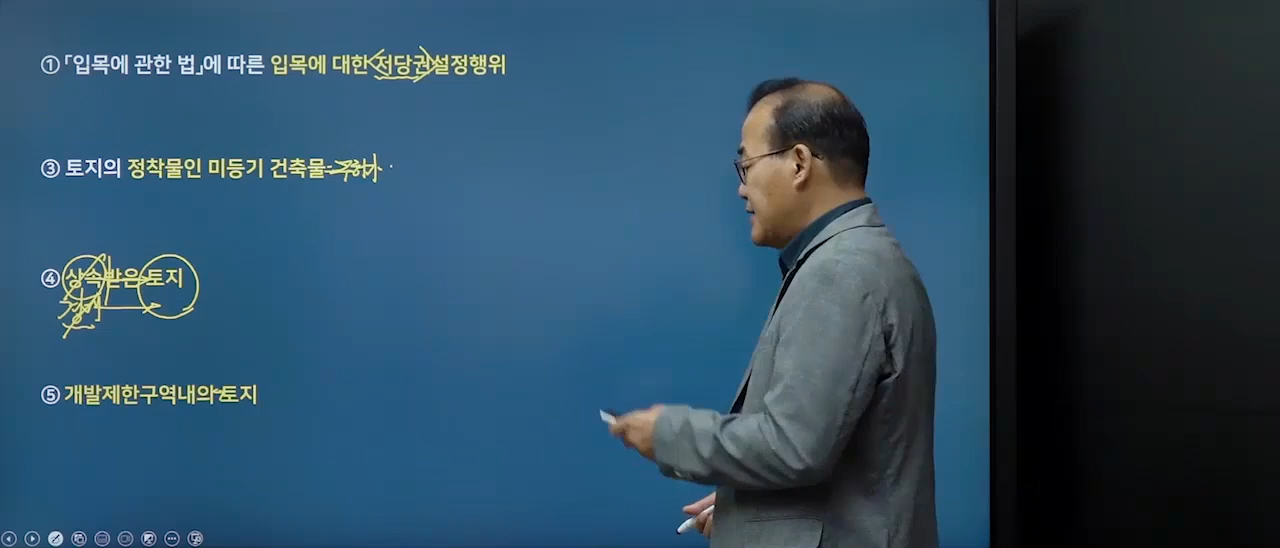 ① 「입목에 관한 법」에 따른 입목에 대한 저당권설정행위
③ 토지의 정착물인 미등기 건축물
④ 상속받은 토지
⑤ 개발제한구역내의 토지